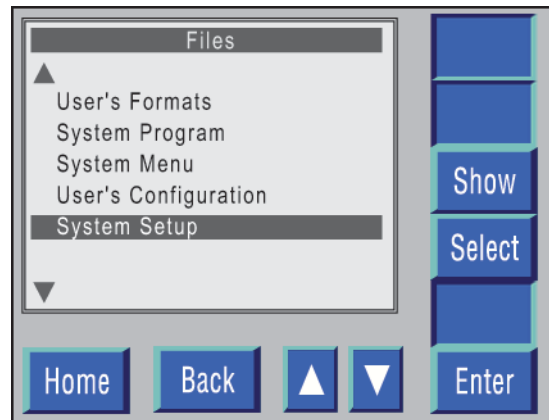 Files
User's Formats
System Program
System Menu
User's Configuration
System Setup
Show
Select
Home
Back
Enter